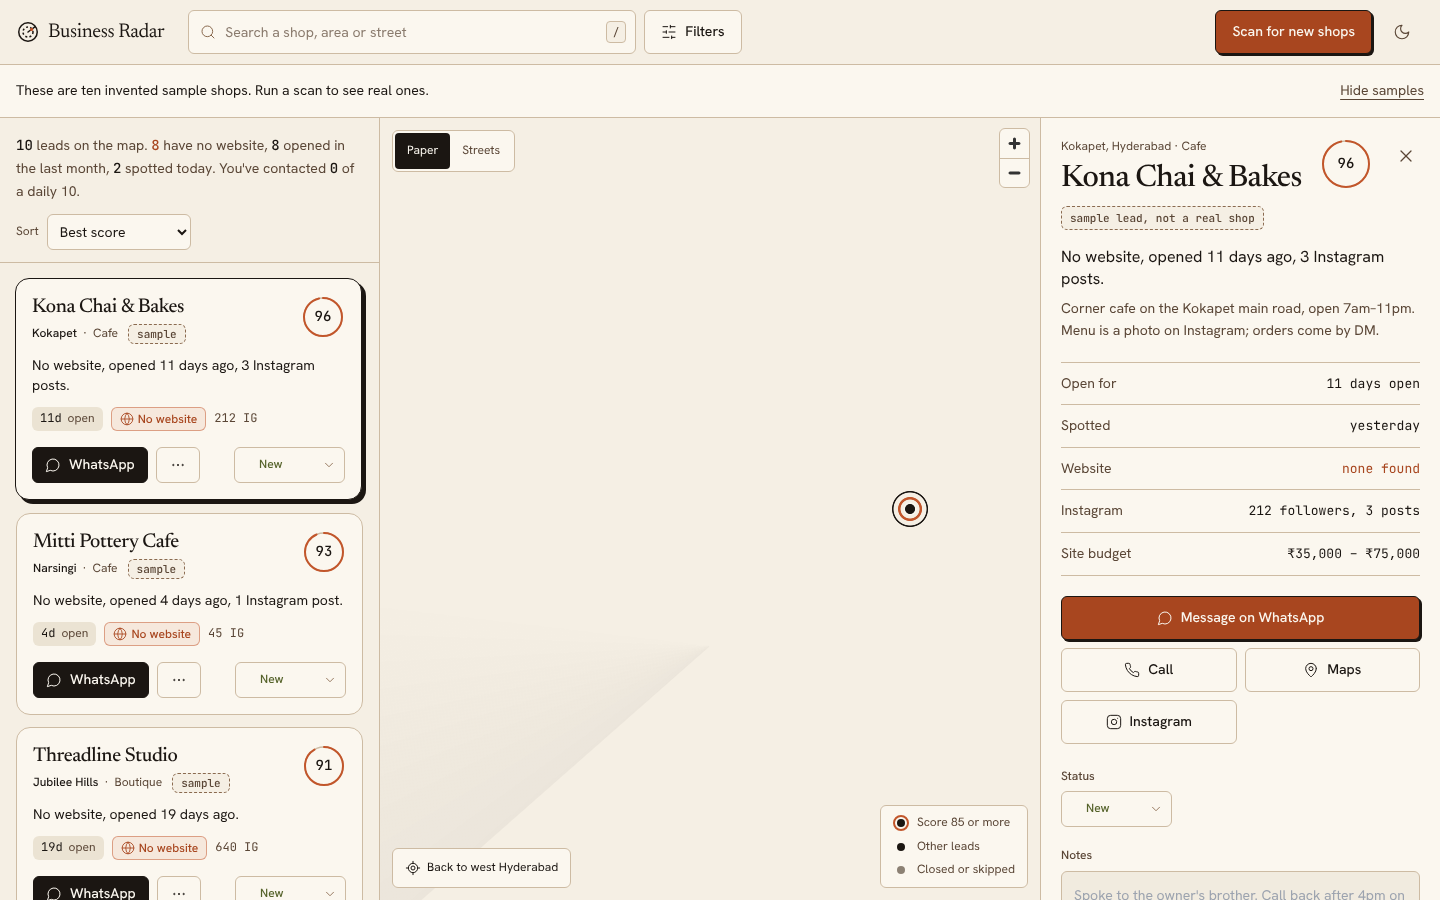 Business Radar
Search a shop, area or street
/
Filters
Scan for new shops
These are ten invented sample shops. Run a scan to see real ones.
Hide samples
10 leads on the map. 8 have no website, 8 opened in
the last month, 2 spotted today. You've contacted 0 of
a daily 10.
Sort
Best score
Kona Chai & Bakes
96
Kokapet · Cafe
sample
No website, opened 11 days ago, 3 Instagram
posts.
11d open
No website
212 IG
WhatsApp
...
New
Mitti Pottery Cafe
93
Narsingi · Cafe
sample
No website, opened 4 days ago, 1 Instagram post.
4d open
No website
45 IG
WhatsApp
...
New
Threadline Studio
91
Jubilee Hills · Boutique
sample
No website, opened 19 days ago.
19d open
No website
640 IG
WhatsApp
...
New
Paper
Streets
+
−
Back to west Hyderabad
Score 85 or more
Other leads
Closed or skipped
Kokapet, Hyderabad · Cafe
Kona Chai & Bakes
96
sample lead, not a real shop
No website, opened 11 days ago, 3 Instagram
posts.
Corner cafe on the Kokapet main road, open 7am–11pm.
Menu is a photo on Instagram; orders come by DM.
Open for
11 days open
Spotted
yesterday
Website
none found
Instagram
212 followers, 3 posts
Site budget
₹35,000 – ₹75,000
Message on WhatsApp
Call
Maps
Instagram
Status
New
Notes
Spoke to the owner's brother. Call back after 4pm on